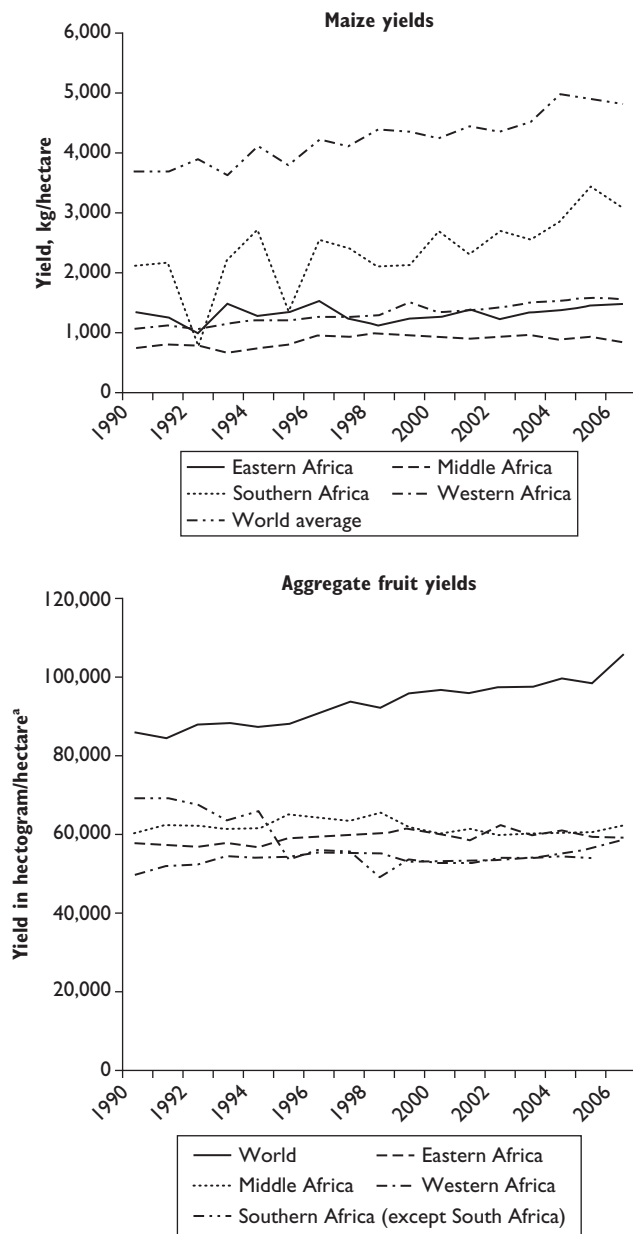 Maize yields
6,000
5,000
4,000
3,000
2,000
1,000
0
Yield, kg/hectare
1990
1992
1994
1996
1998
2000
2002
2004
2006
Eastern Africa
Middle Africa
Southern Africa
Western Africa
World average
Aggregate fruit yields
120,000
100,000
80,000
60,000
40,000
20,000
0
Yield in hectogram/hectareᵃ
1990
1992
1994
1996
1998
2000
2002
2004
2006
World
Eastern Africa
Middle Africa
Western Africa
Southern Africa (except South Africa)